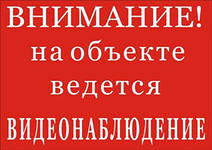 ВНИМАНИЕ!
на объекте
ведется
ВИДЕОНАБЛЮДЕНИЕ